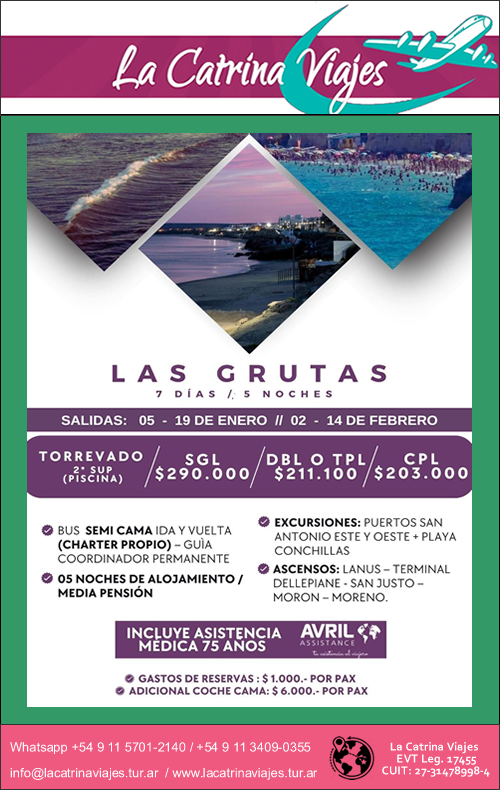 La Catrina Viajes
LAS GRUTAS
7 DÍAS / 5 NOCHES
SALIDAS: 05 - 19 DE ENERO // 02 - 14 DE FEBRERO
TORREVADO
2* SUP
(PISCINA)
SGL
$290.000
DBL O TPL
$211.100
CPL
$203.000
BUS SEMI CAMA IDA Y VUELTA
(CHARTER PROPIO) – GUÌA
COORDINADOR PERMANENTE
05 NOCHES DE ALOJAMIENTO /
MEDIA PENSIÓN
EXCURSIONES: PUERTOS SAN
ANTONIO ESTE Y OESTE + PLAYA
CONCHILLAS
ASCENSOS: LANUS – TERMINAL
DELLEPIANE - SAN JUSTO –
MORON – MORENO.
INCLUYE ASISTENCIA
MÉDICA 75 AÑOS
AVRIL
ASSISTANCE
tu asistencia al viajero
GASTOS DE RESERVAS : $ 1.000.- POR PAX
ADICIONAL COCHE CAMA: $ 6.000.- POR PAX
Whatsapp +54 9 11 5701-2140 / +54 9 11 3409-0355
info@lacatrinaviajes.tur.ar / www.lacatrinaviajes.tur.ar
La Catrina Viajes
EVT Leg. 17455
CUIT: 27-31478998-4